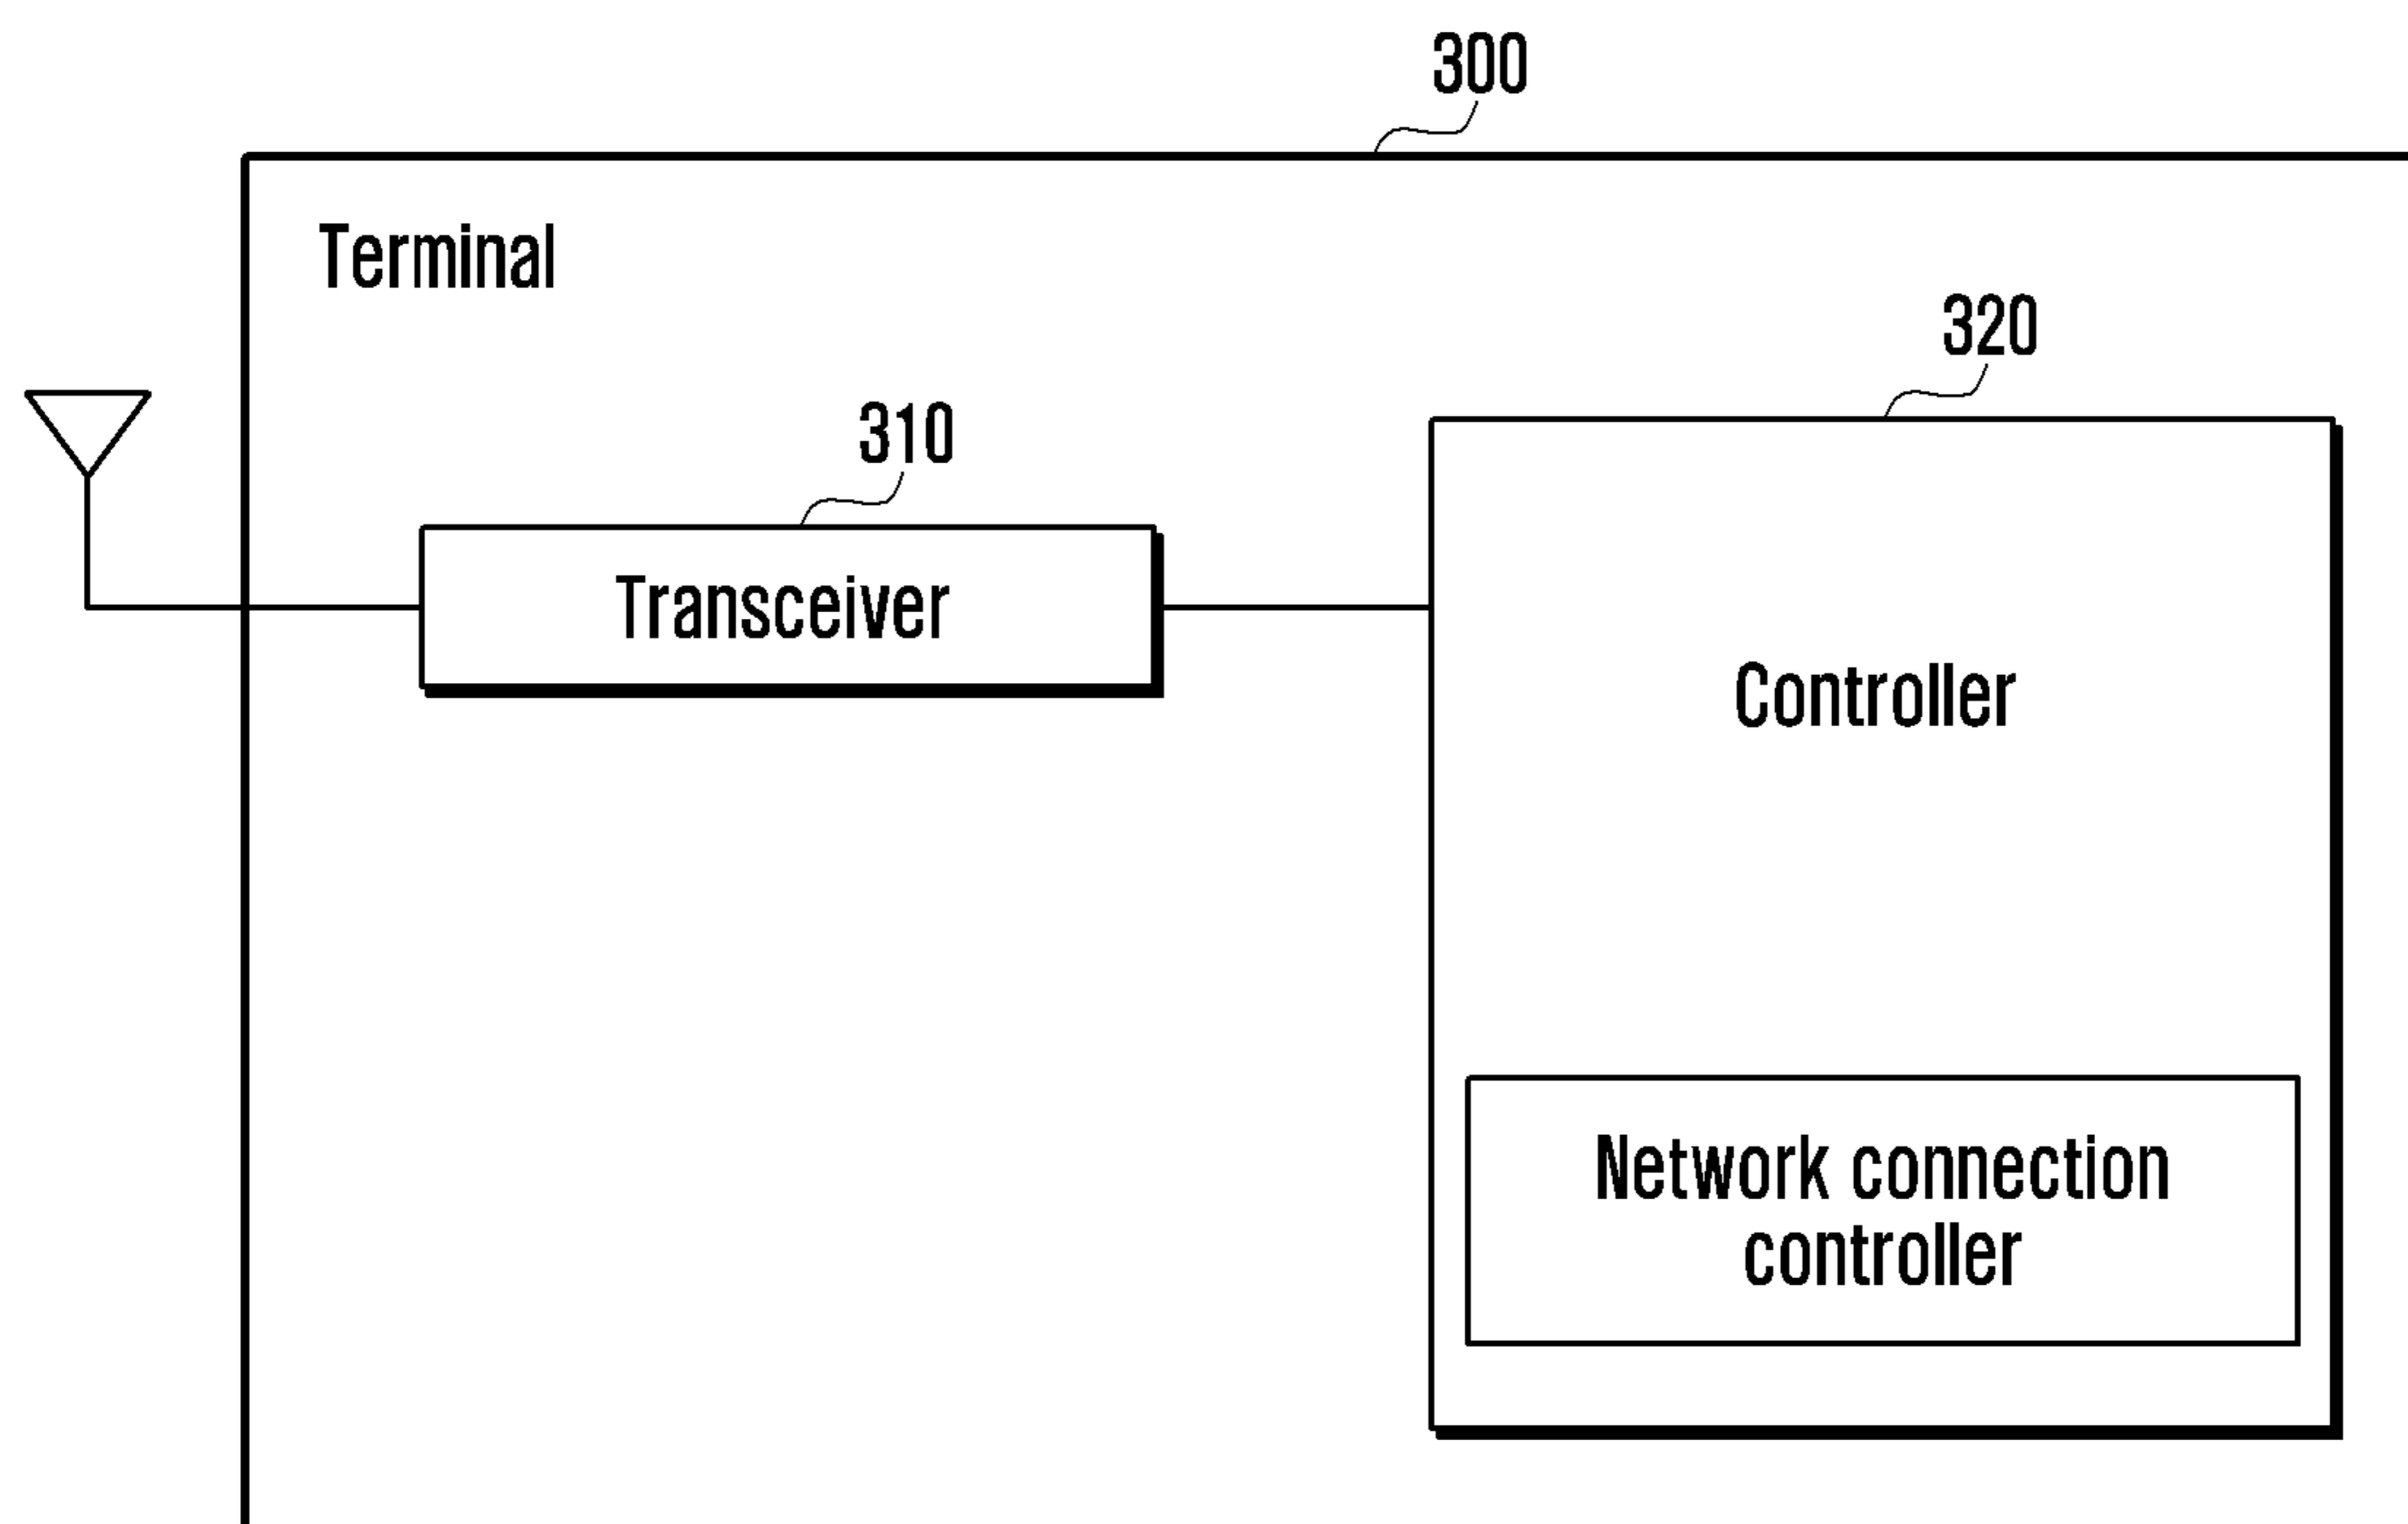 300
Terminal
320
310
Transceiver
Controller
Network connection
controller